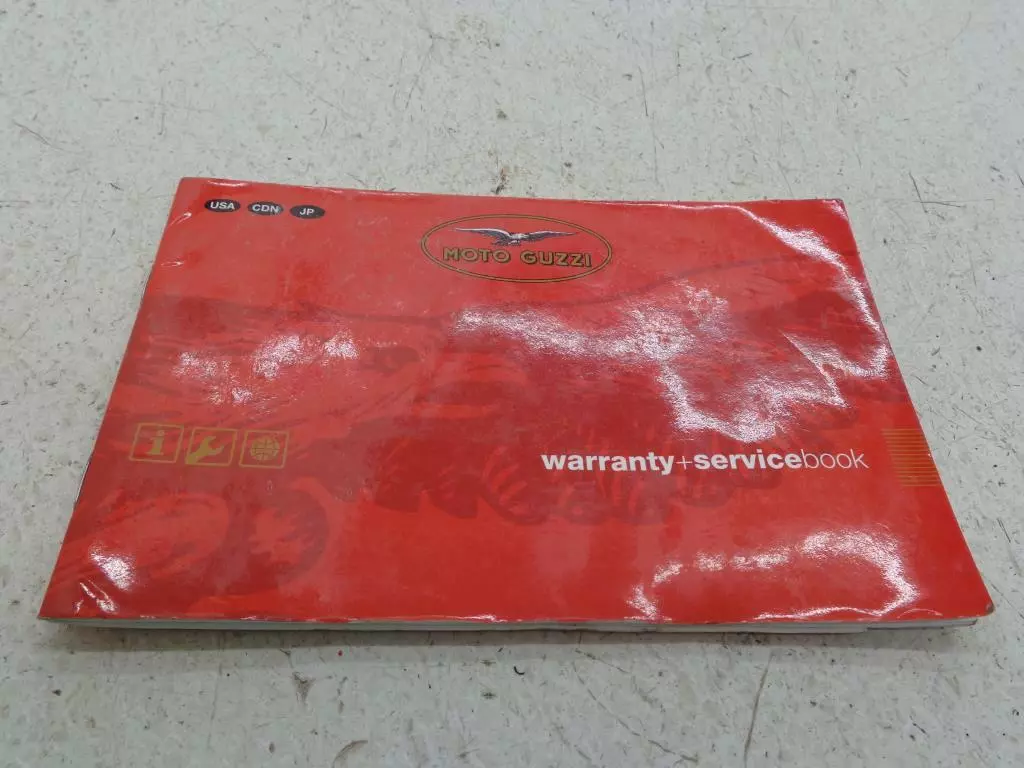 USA CDN JP
MOTO GUZZI
warranty+servicebook